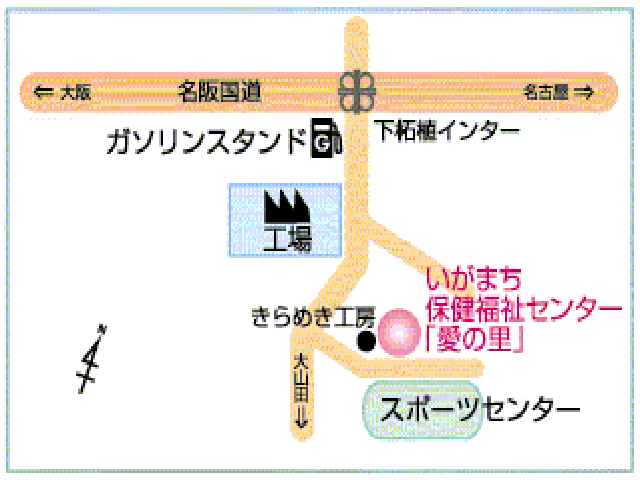 ⇐ 大阪
名阪国道
名古屋 ⇒
ガソリンスタンド
G
下柘植インター
工場
いがまち
保健福祉センター
「愛の里」
きらめき工房
N
大山田⇓
スポーツセンター